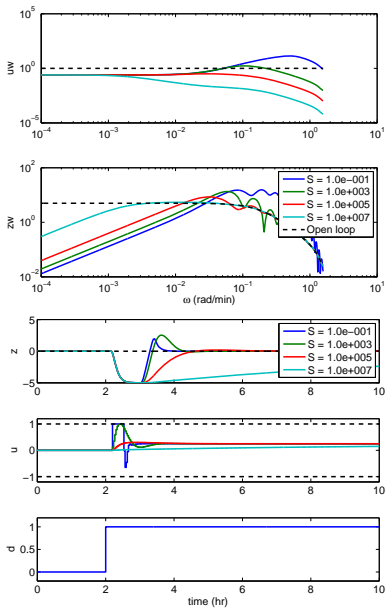 10^5
10^0
10^-5
uw
10^-4 10^-3 10^-2 10^-1 10^0 10^1
10^2
10^0
10^-2
zw
S = 1.0e-001
S = 1.0e+003
S = 1.0e+005
S = 1.0e+007
Open loop
10^-4 10^-3 10^-2 10^-1 10^0 10^1
ω (rad/min)
5
0
-5
z
S = 1.0e-001
S = 1.0e+003
S = 1.0e+005
S = 1.0e+007
0 2 4 6 8 10
1
0
-1
u
0 2 4 6 8 10
1
0.5
0
d
0 2 4 6 8 10
time (hr)